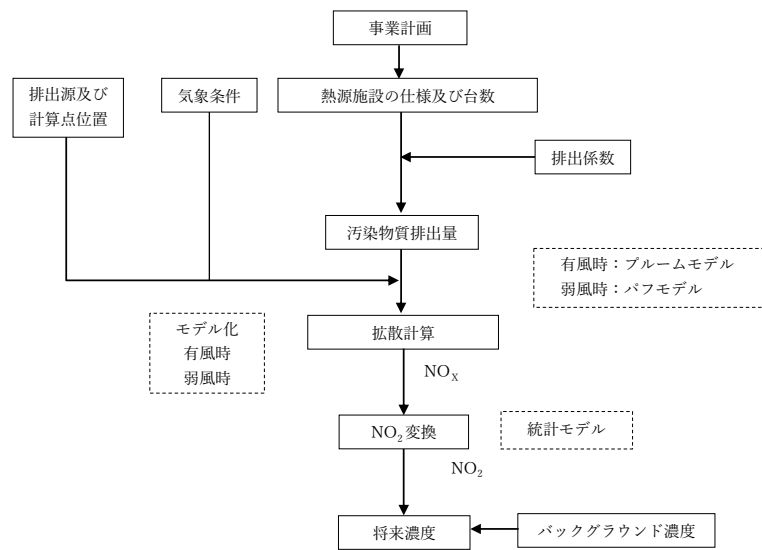 事業計画
排出源及び
計算点位置
気象条件
熱源施設の仕様及び台数
排出係数
汚染物質排出量
有風時：プルームモデル
弱風時：パフモデル
モデル化
有風時
弱風時
拡散計算
NOX
NO2変換
統計モデル
NO2
将来濃度
バックグラウンド濃度